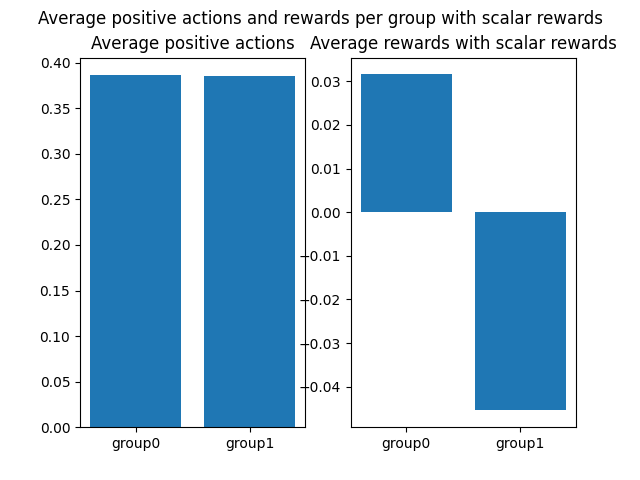 Average positive actions and rewards per group with scalar rewards
Average positive actions
0.40
0.35
0.30
0.25
0.20
0.15
0.10
0.05
0.00
group0
group1
Average rewards with scalar rewards
0.03
0.02
0.01
0.00
−0.01
−0.02
−0.03
−0.04
group0
group1